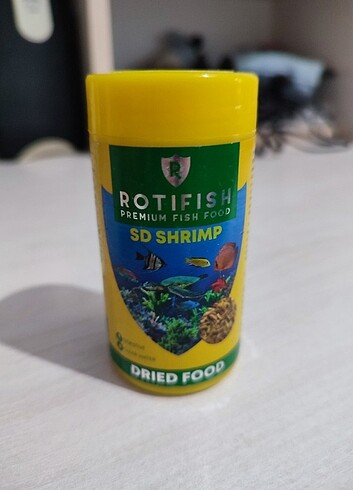 R
ROTIFISH
PREMIUM FISH FOOD
SD SHRIMP
DRIED FOOD